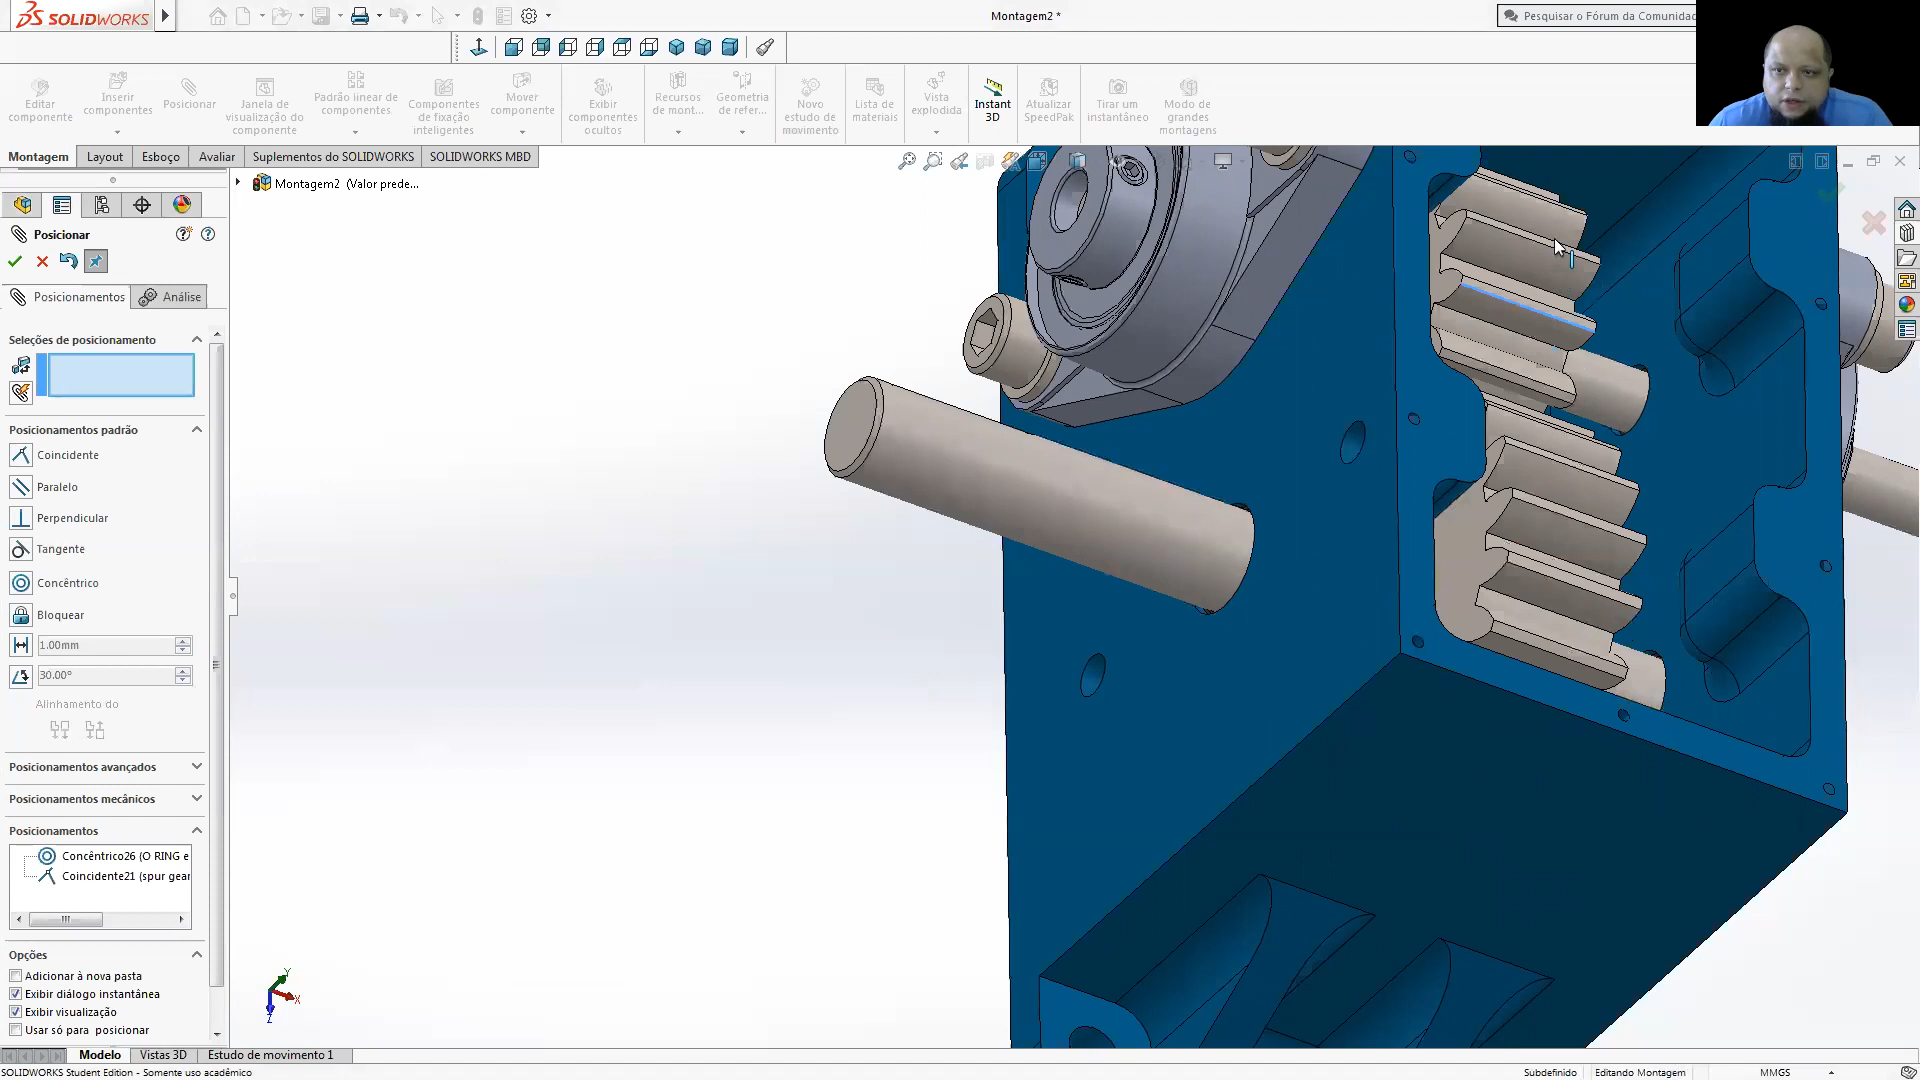 SOLIDWORKS
Montagem2 *
Pesquisar o Fórum da Comunidad
Editar
componente
Inserir
componentes
Posicionar
Janela de
visualização do
componente
Padrão linear de
componentes
Componentes
de fixação
inteligentes
Mover
componente
Exibir
componentes
ocultos
Recursos
de mont...
Geometria
de refer...
Novo
estudo de
movimento
Lista de
materiais
Vista
explodida
Instant
3D
Atualizar
SpeedPak
Tirar um
instantâneo
Modo de
grandes
montagens
Montagem
Layout
Esboço
Avaliar
Suplementos do SOLIDWORKS
SOLIDWORKS MBD
Montagem2 (Valor prede...
Posicionar
Posicionamentos
Análise
Seleções de posicionamento
Posicionamentos padrão
Coincidente
Paralelo
Perpendicular
Tangente
Concêntrico
Bloquear
1.00mm
30.00°
Alinhamento do
Posicionamentos avançados
Posicionamentos mecânicos
Posicionamentos
Concêntrico26 (O RING e
Coincidente21 (spur gear
Opções
Adicionar à nova pasta
Exibir diálogo instantânea
Exibir visualização
Usar só para posicionar
Y
X
Z
Modelo
Vistas 3D
Estudo de movimento 1
SOLIDWORKS Student Edition - Somente uso acadêmico
Subdefinido
Editando Montagem
MMGS